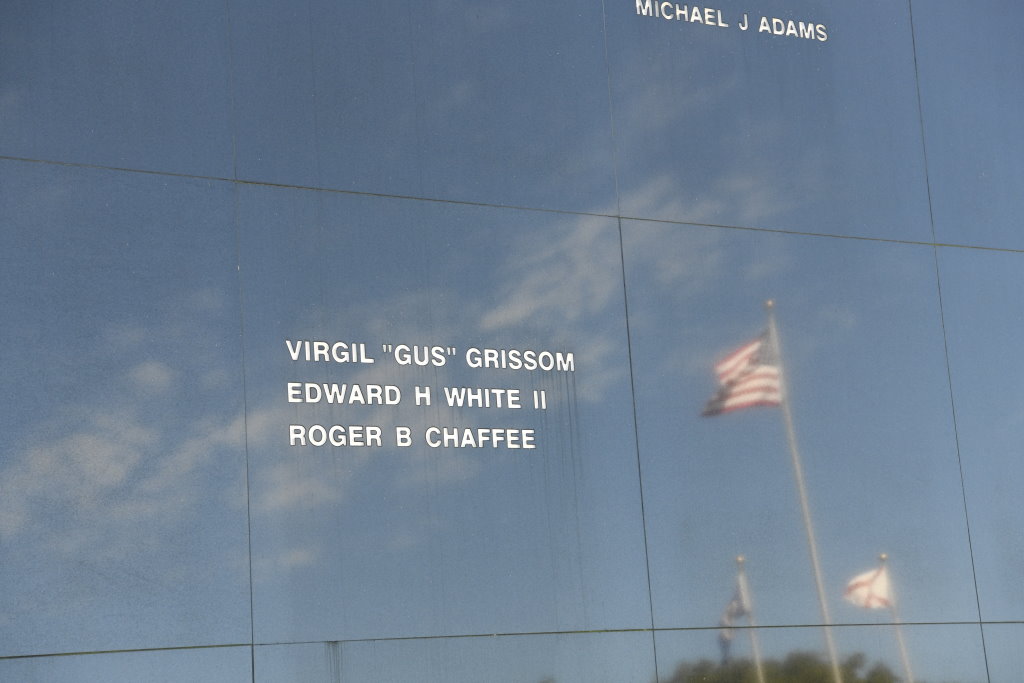 MICHAEL J ADAMS
VIRGIL "GUS" GRISSOM
EDWARD H WHITE II
ROGER B CHAFFEE